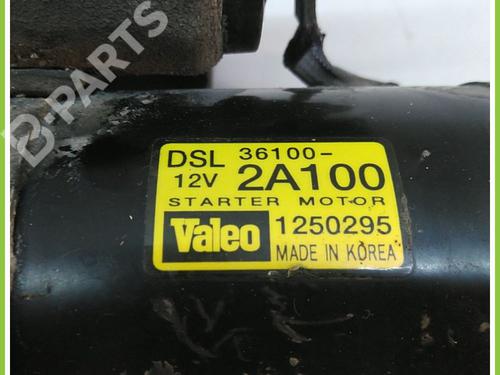 B-PARTS
DSL 36100-
12V 2A100
STARTER MOTOR
Valeo 1250295
MADE IN KOREA